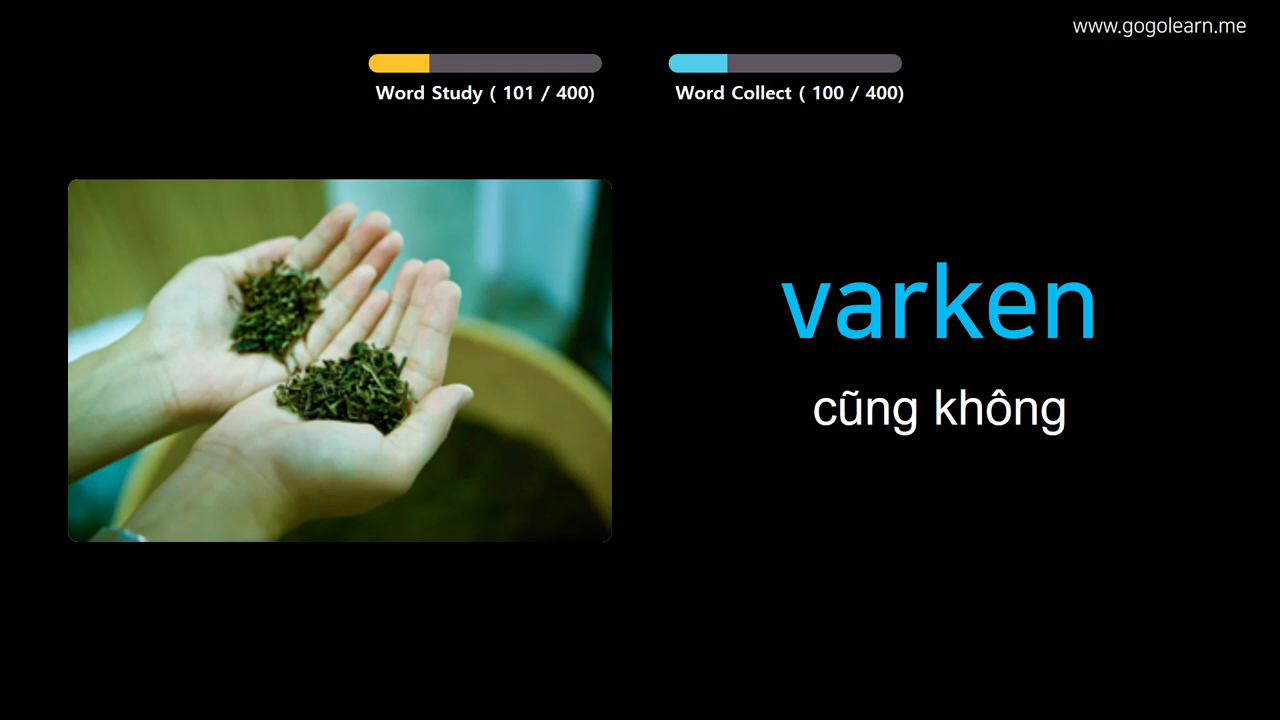 www.gogolearn.me
Word Study ( 101 / 400)
Word Collect ( 100 / 400)
varken
cũng không